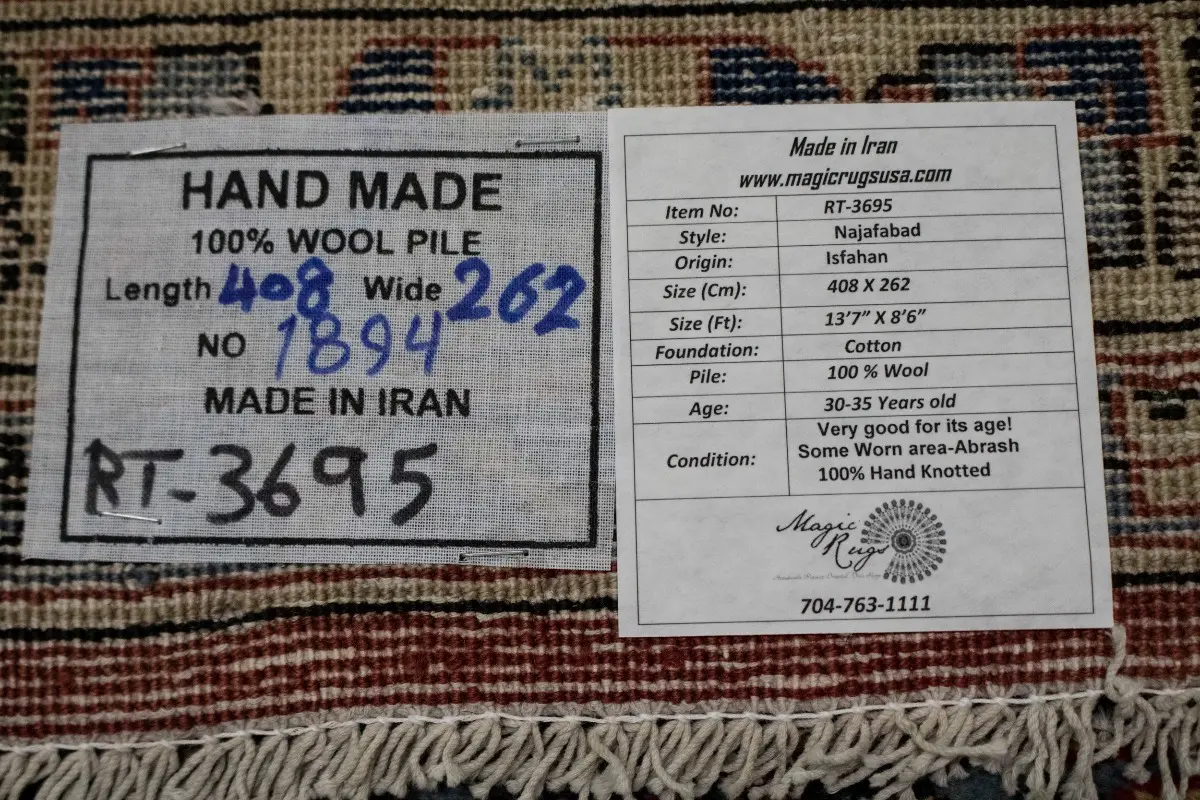 HAND MADE
100% WOOL PILE
Length 408 Wide 262
NO 1894
MADE IN IRAN
RT-3695
Made in Iran
www.magicrugsusa.com
Item No: RT-3695
Style: Najafabad
Origin: Isfahan
Size (Cm): 408 X 262
Size (Ft): 13'7” X 8'6”
Foundation: Cotton
Pile: 100 % Wool
Age: 30-35 Years old
Condition: Very good for its age!
Some Worn area-Abrash
100% Hand Knotted
Magic
Rugs
704-763-1111